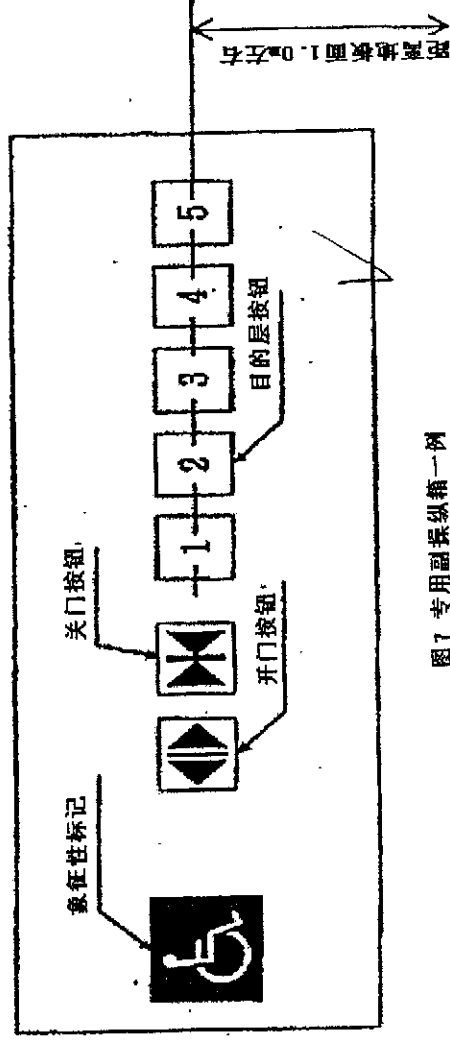 象征性标记
关门按钮
开门按钮
1 2 3 4 5
目的层按钮
距离地板面1.0m左右
图7 专用副操纵箱一例